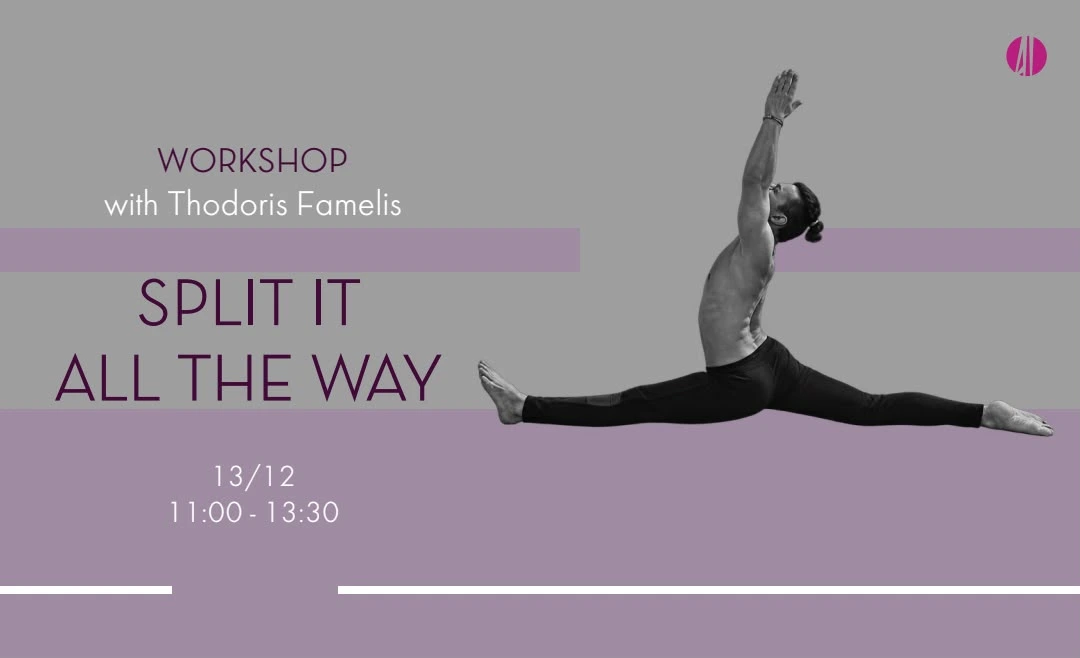 WORKSHOP
with Thodoris Famelis
SPLIT IT
ALL THE WAY
13/12
11:00 - 13:30